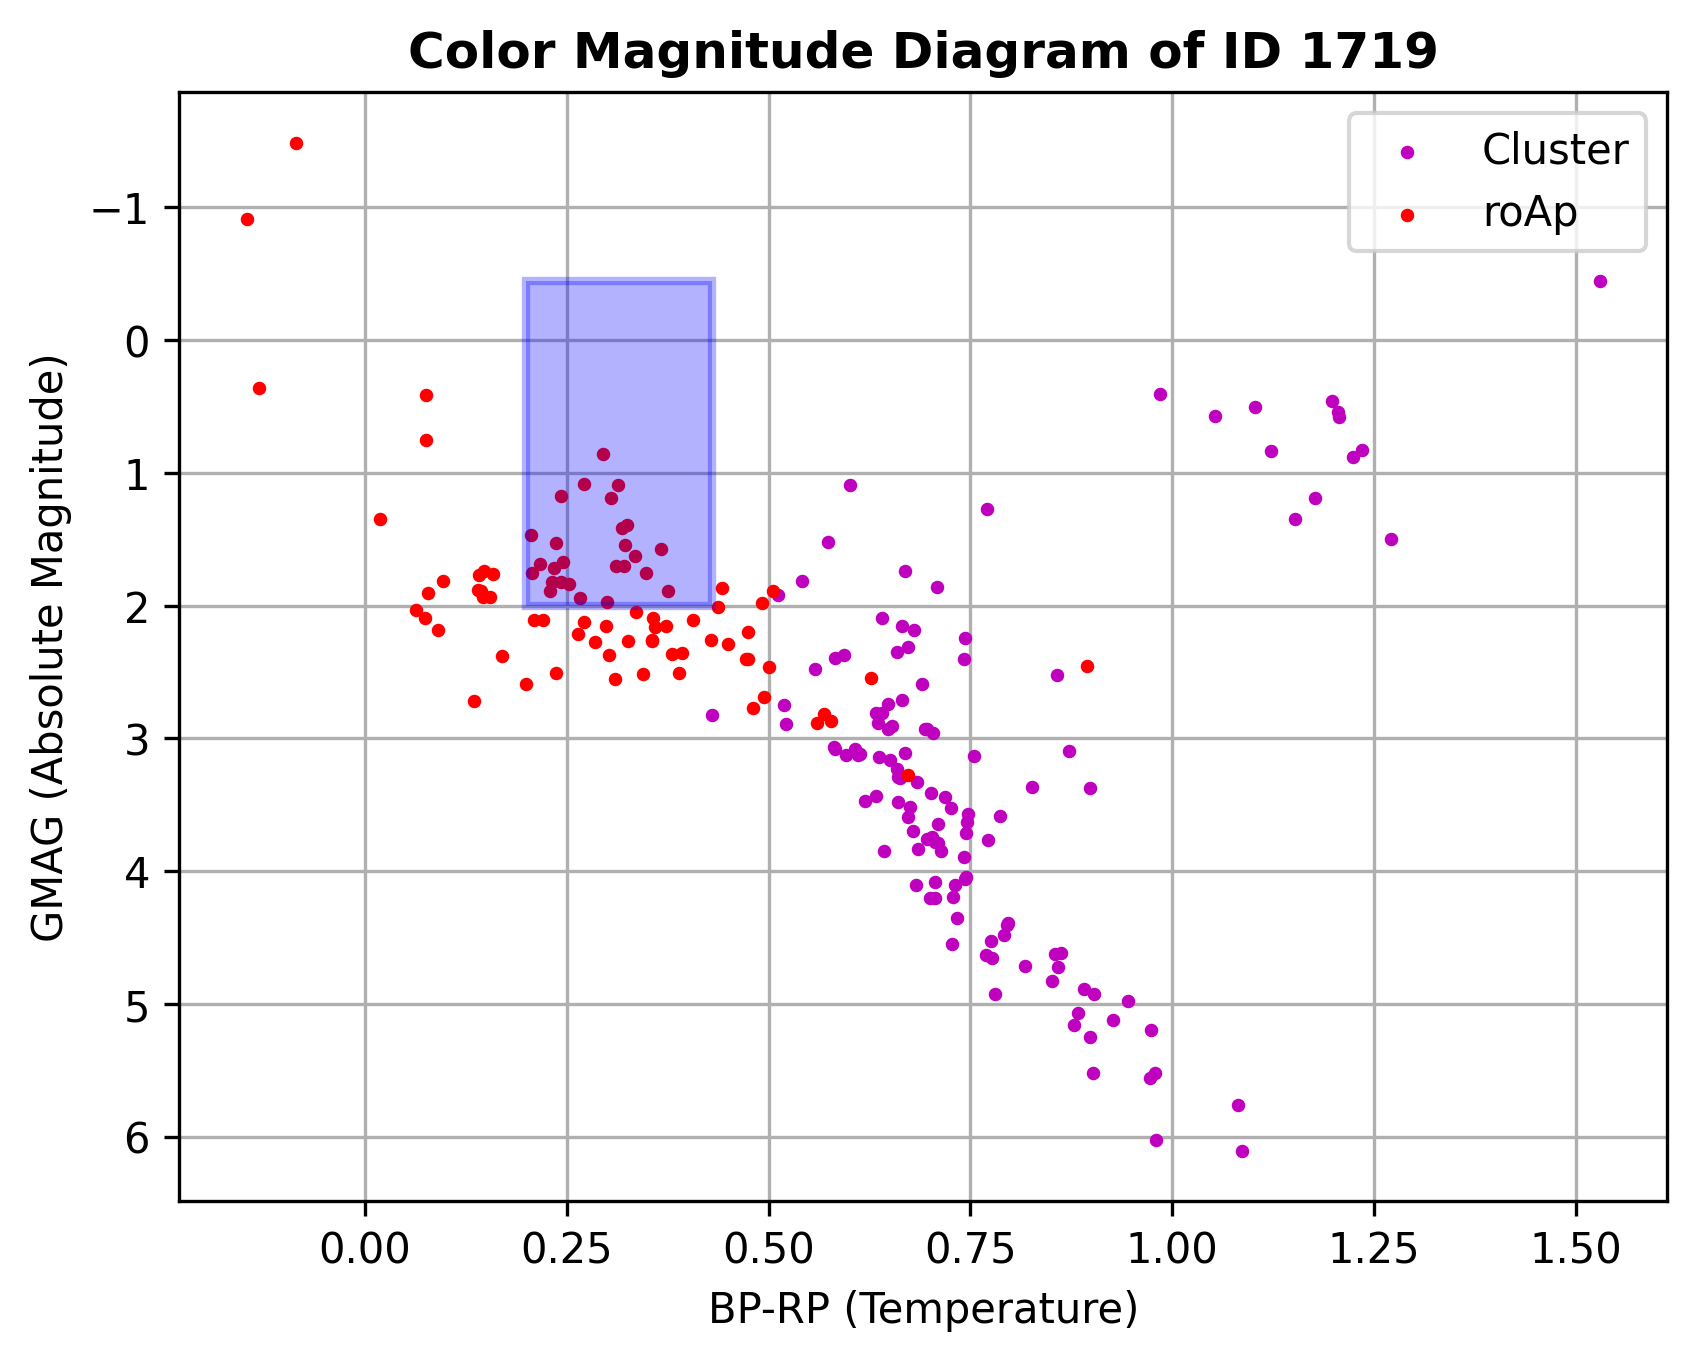 Color Magnitude Diagram of ID 1719
Cluster
roAp
−1
0
1
2
3
4
5
6
GMAG (Absolute Magnitude)
0.00 0.25 0.50 0.75 1.00 1.25 1.50
BP-RP (Temperature)